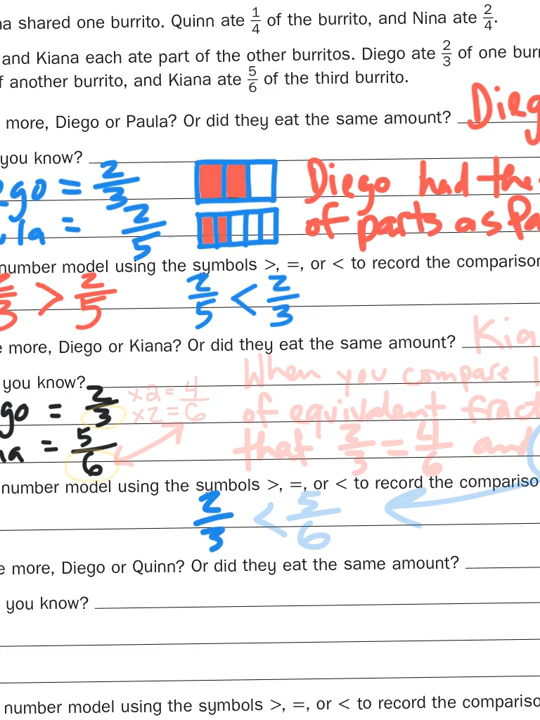 a shared one burrito. Quinn ate 1/4 of the burrito, and Nina ate 2/4.
and Kiana each ate part of the other burritos. Diego ate 2/3 of one burr
f another burrito, and Kiana ate 5/6 of the third burrito.
more, Diego or Paula? Or did they eat the same amount? Dieg
you know?
ego = 2/3
ula = 2/5
Diego had the
of parts as Pa
number model using the symbols >, =, or < to record the comparison
2/3 > 2/5 2/5 < 2/3
e more, Diego or Kiana? Or did they eat the same amount? Kia
you know?
go = 2/3 ×2 = 4
×2 = 6
na = 5/6
When you compare
of equivalent fract
that 2/3 = 4/6 and
number model using the symbols >, =, or < to record the compariso
2/3 < 5/6
e more, Diego or Quinn? Or did they eat the same amount?
you know?
number model using the symbols >, =, or < to record the compariso